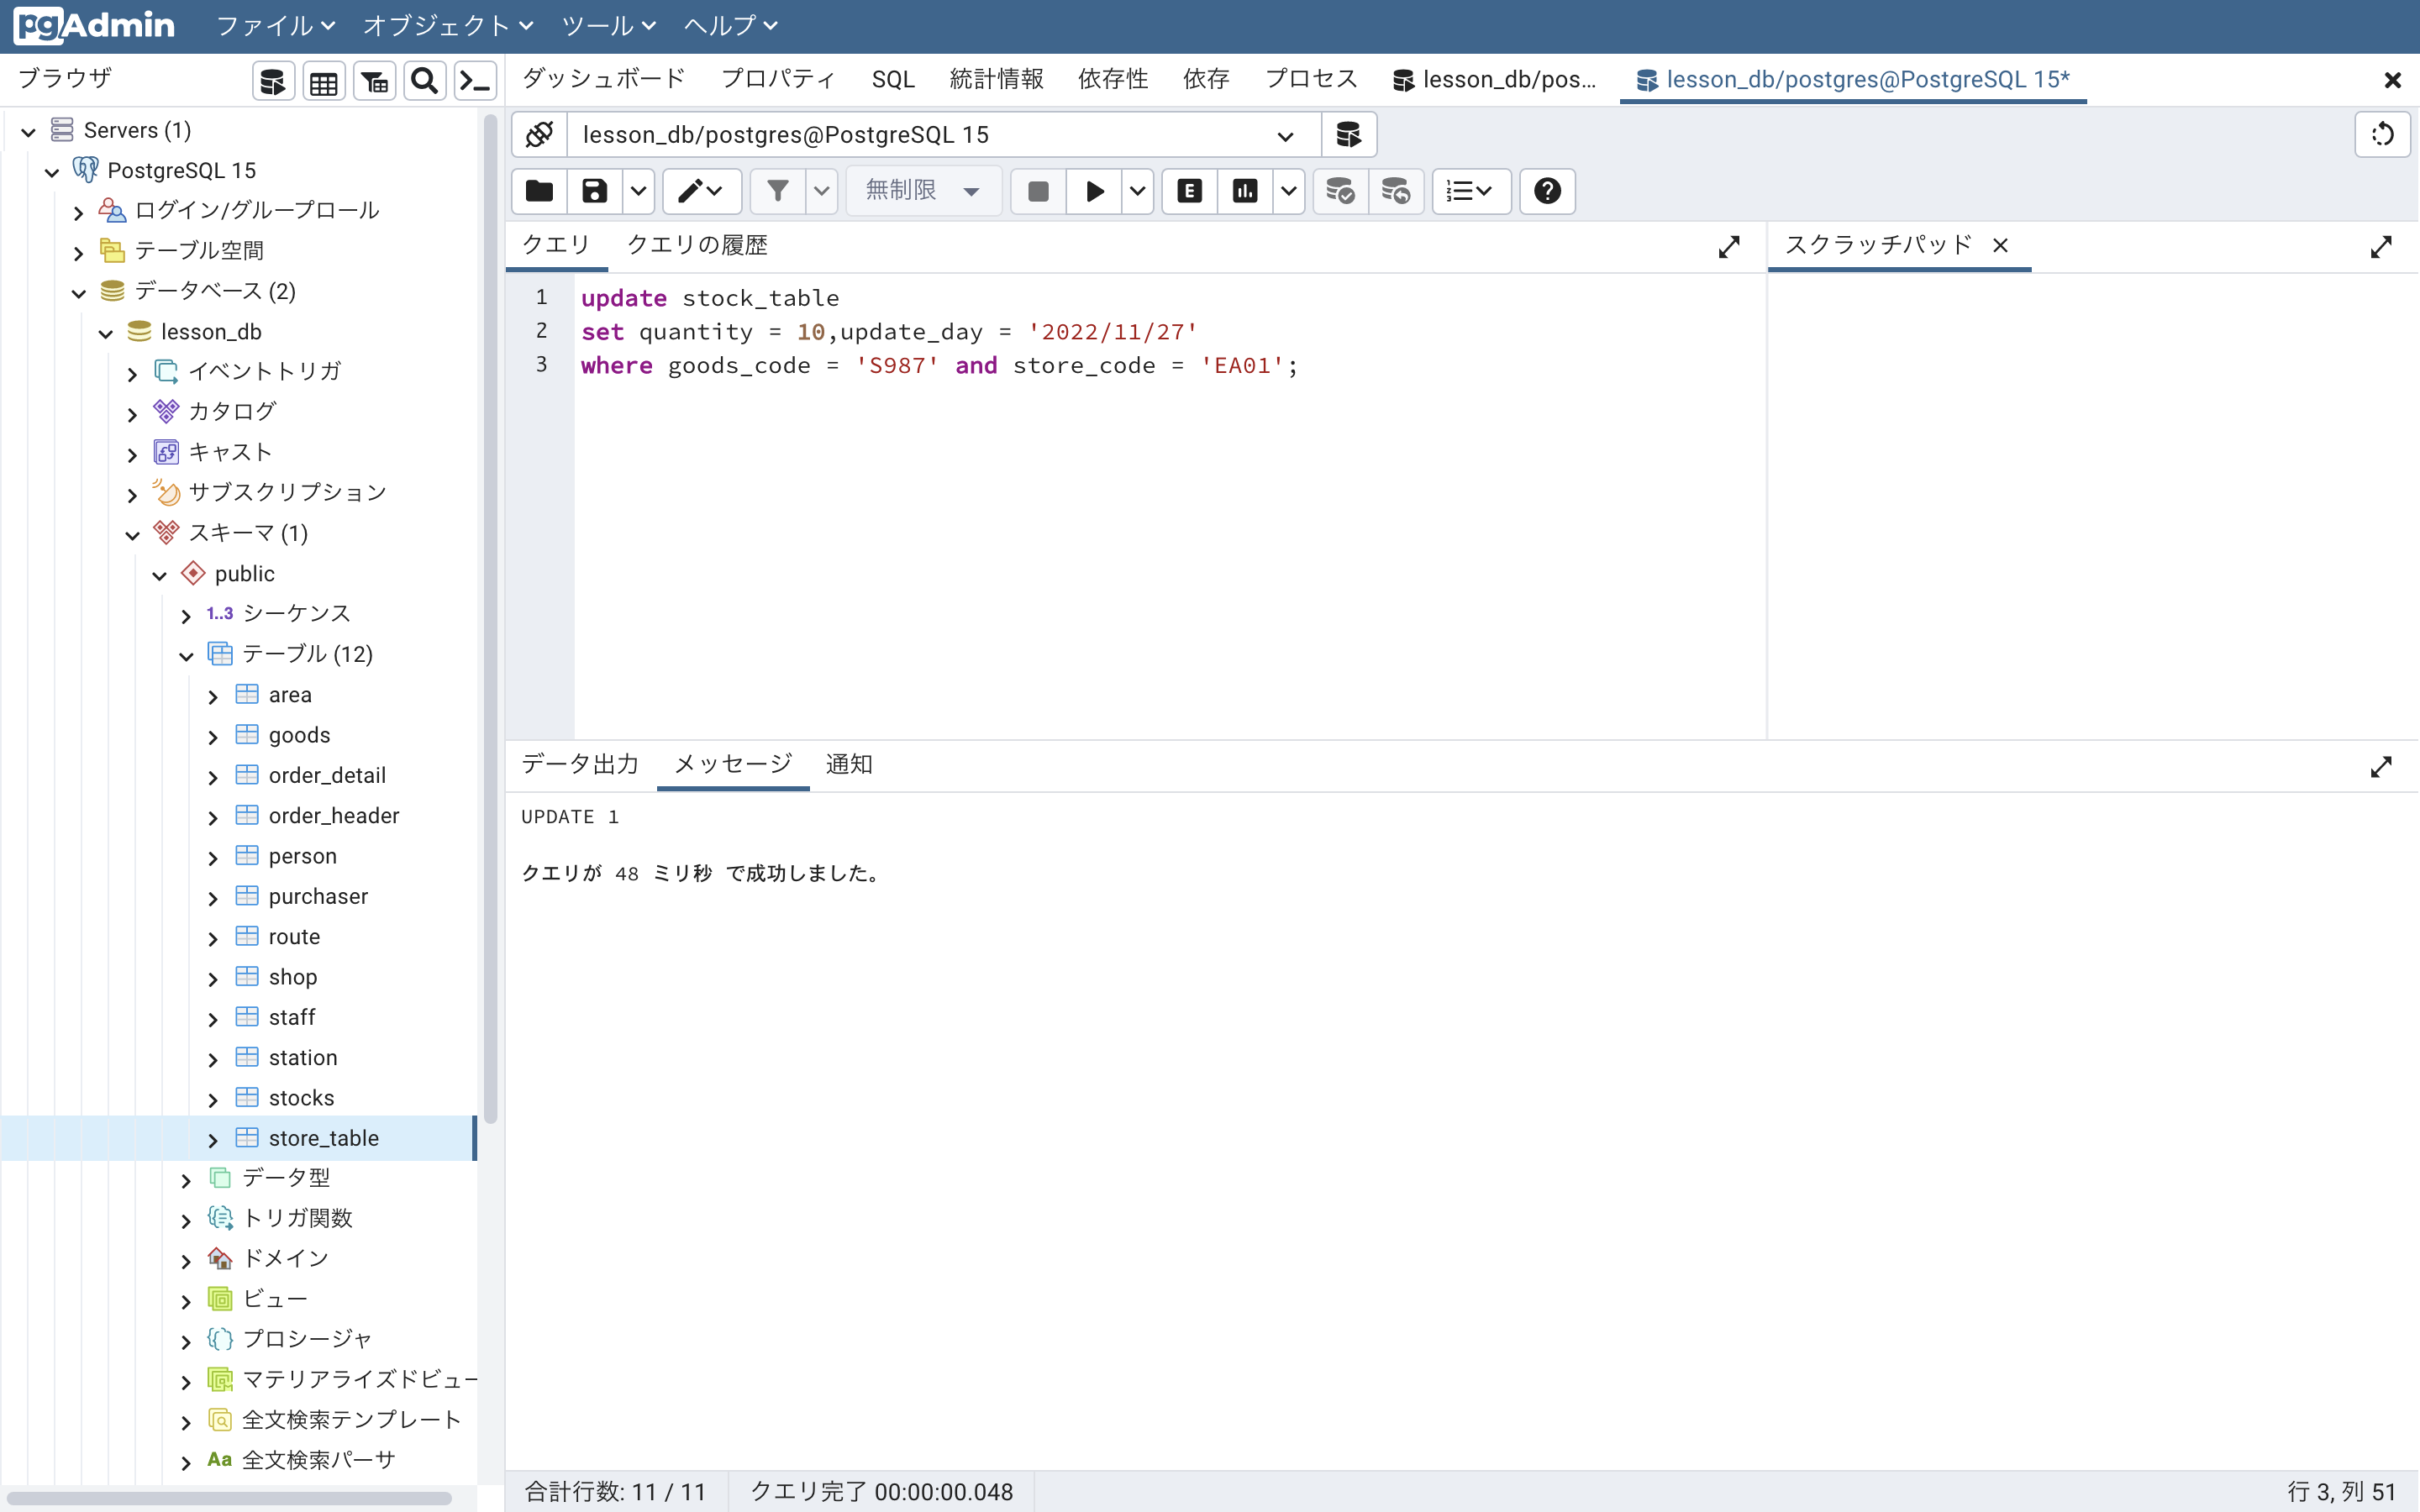 pgAdmin ファイル オブジェクト ツール ヘルプ
ブラウザ
ダッシュボード プロパティ SQL 統計情報 依存性 依存 プロセス lesson_db/pos... lesson_db/postgres@PostgreSQL 15*
Servers (1)
PostgreSQL 15
ログイン/グループロール
テーブル空間
データベース (2)
lesson_db
イベントトリガ
カタログ
キャスト
サブスクリプション
スキーマ (1)
public
1..3 シーケンス
テーブル (12)
area
goods
order_detail
order_header
person
purchaser
route
shop
staff
station
stocks
store_table
データ型
トリガ関数
ドメイン
ビュー
プロシージャ
マテリアライズドビュー
全文検索テンプレート
Aa 全文検索パーサ
lesson_db/postgres@PostgreSQL 15
無制限 E
クエリ クエリの履歴
スクラッチパッド
1 update stock_table
2 set quantity = 10,update_day = '2022/11/27'
3 where goods_code = 'S987' and store_code = 'EA01';
データ出力 メッセージ 通知
UPDATE 1
クエリが 48 ミリ秒 で成功しました。
合計行数: 11 / 11 クエリ完了 00:00:00.048 行 3, 列 51